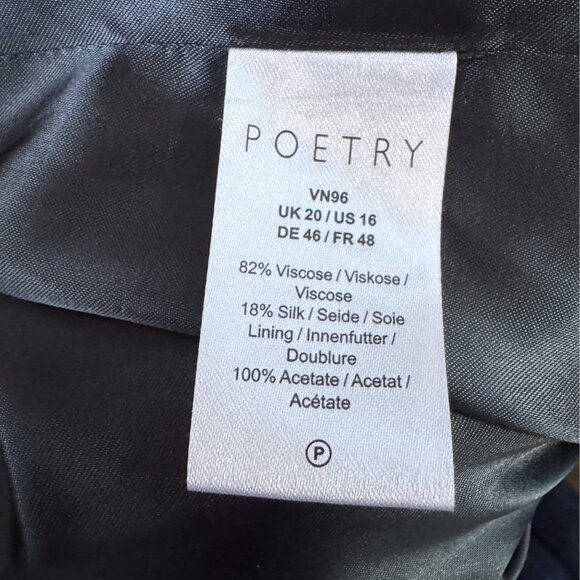 POETRY
VN96
UK 20 / US 16
DE 46 / FR 48
82% Viscose / Viskose /
Viscose
18% Silk / Seide / Soie
Lining / Innenfutter /
Doublure
100% Acetate / Acetat /
Acétate
P